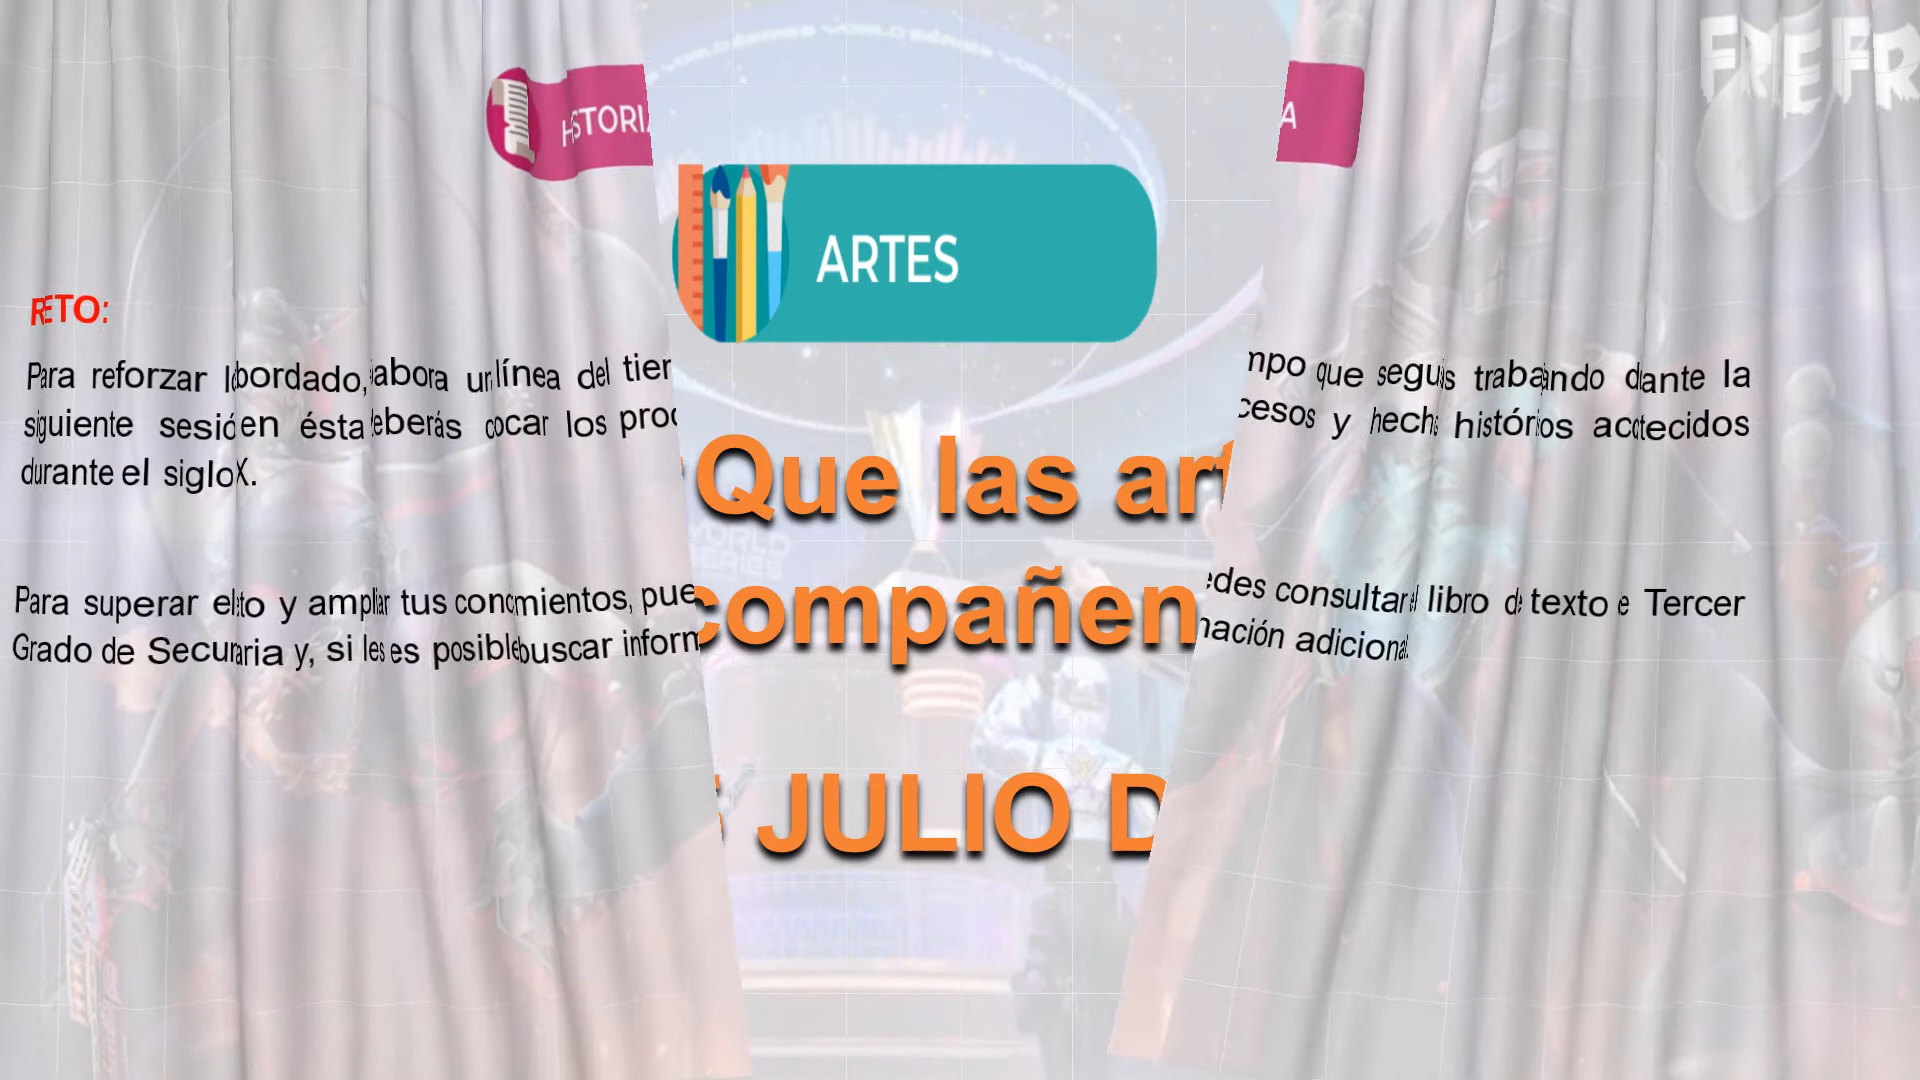 HISTORIA
ARTES
RETO:
Para reforzar lo abordado, elabora una línea del tiempo que seguirás trabajando durante la
siguiente sesión en ésta deberás colocar los procesos y hechos históricos acontecidos
durante el siglo X.
¡Que las art
compañen
JULIO D
Para superar el reto y ampliar tus conocimientos, puedes consultar el libro de texto de Tercer
Grado de Secundaria y, si les es posible buscar información adicional.
WORLD
SERIES